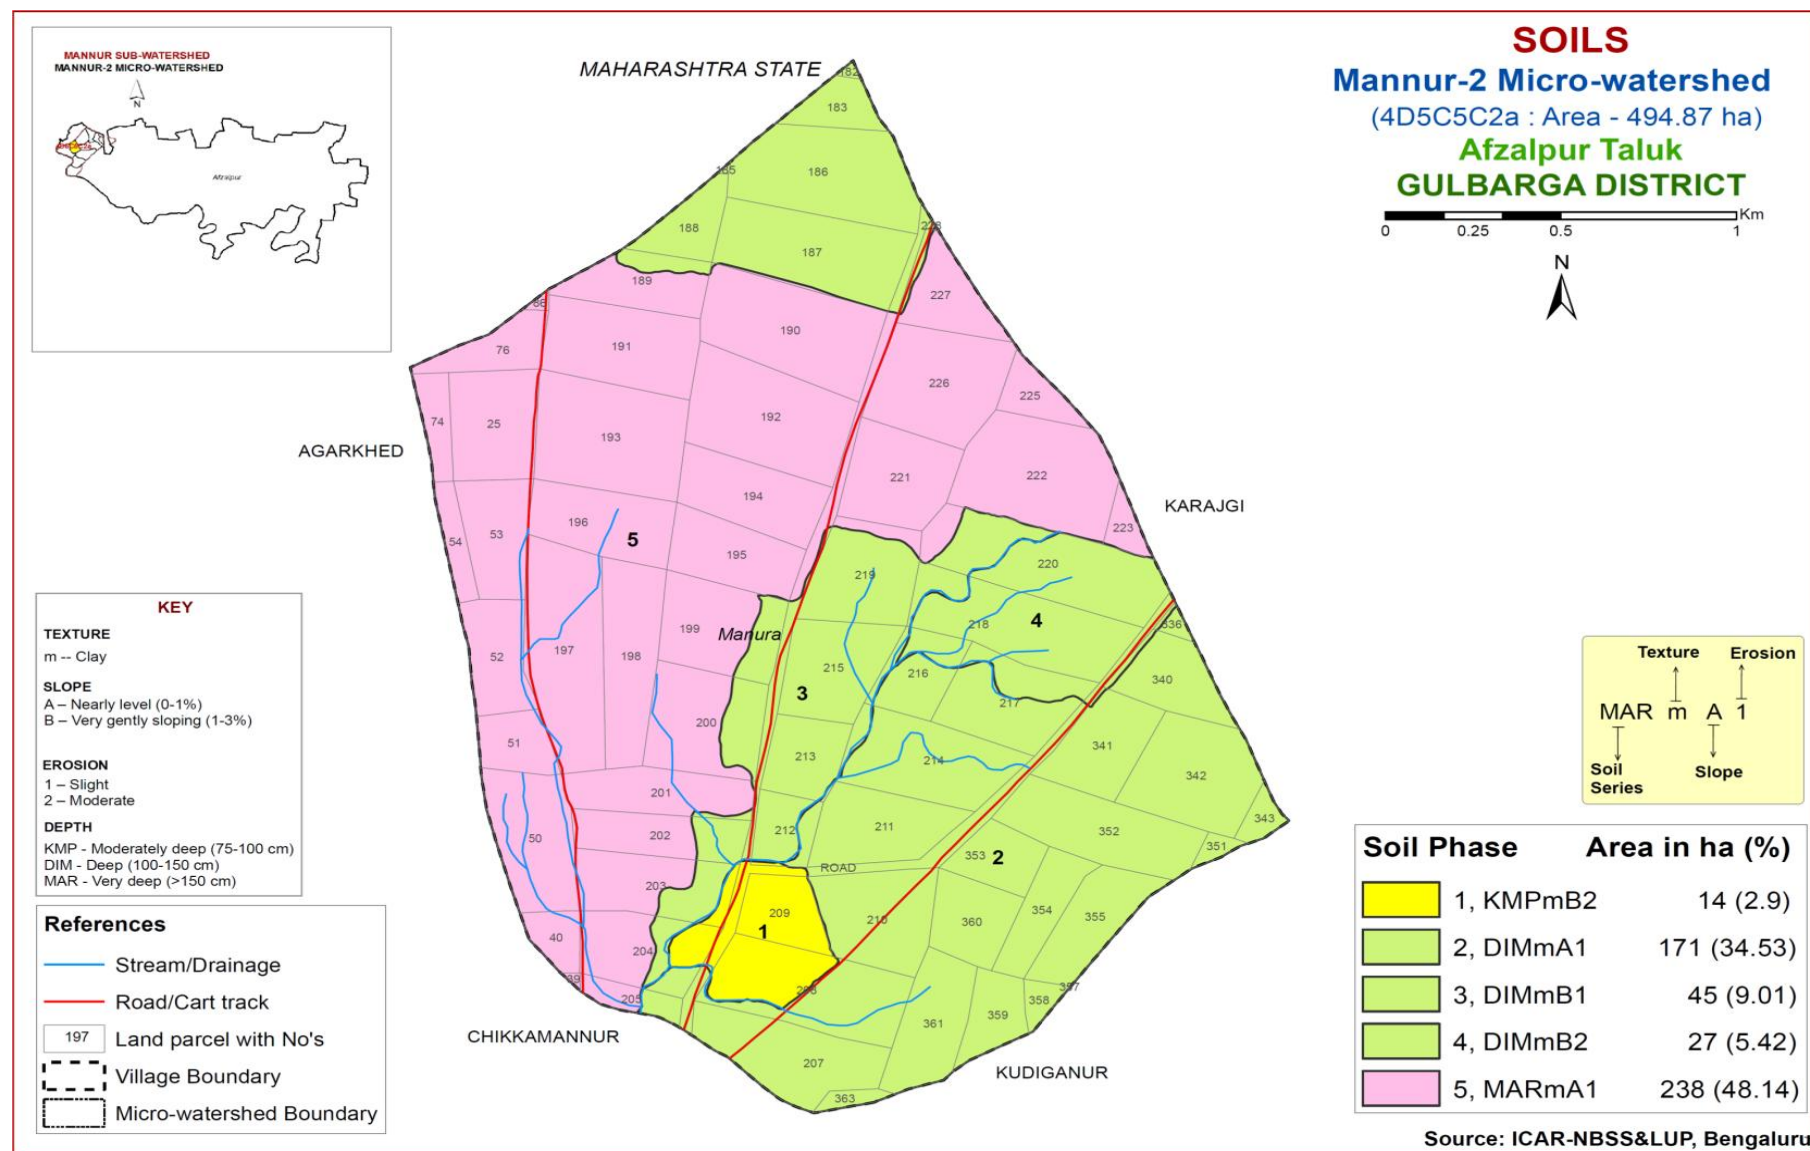 SOILS
Mannur-2 Micro-watershed
(4D5C5C2a : Area - 494.87 ha)
Afzalpur Taluk
GULBARGA DISTRICT
Km
0 0.25 0.5 1
N
MANNUR SUB-WATERSHED
MANNUR-2 MICRO-WATERSHED
N
Afzalpur
MAHARASHTRA STATE
182
183
185
186
188
187
228
189
227
86
190
76
191
226
225
74
25
193
192
AGARKHED
221
222
194
KARAJGI
223
54
53
196
5
195
219
220
218
4
336
199
Manura
52
197
198
215
216
340
3
217
200
51
213
214
341
342
201
50
202
212
211
352
343
351
353
2
ROAD
203
209
210
360
354
355
1
40
204
39
205
208
357
358
359
361
CHIKKAMANNUR
207
KUDIGANUR
363
KEY
TEXTURE
m -- Clay
SLOPE
A – Nearly level (0-1%)
B – Very gently sloping (1-3%)
EROSION
1 – Slight
2 – Moderate
DEPTH
KMP - Moderately deep (75-100 cm)
DIM - Deep (100-150 cm)
MAR - Very deep (>150 cm)
References
Stream/Drainage
Road/Cart track
197 Land parcel with No's
Village Boundary
Micro-watershed Boundary
Texture Erosion
MAR m A 1
Soil Series Slope
Soil Phase Area in ha (%)
1, KMPmB2 14 (2.9)
2, DIMmA1 171 (34.53)
3, DIMmB1 45 (9.01)
4, DIMmB2 27 (5.42)
5, MARmA1 238 (48.14)
Source: ICAR-NBSS&LUP, Bengaluru